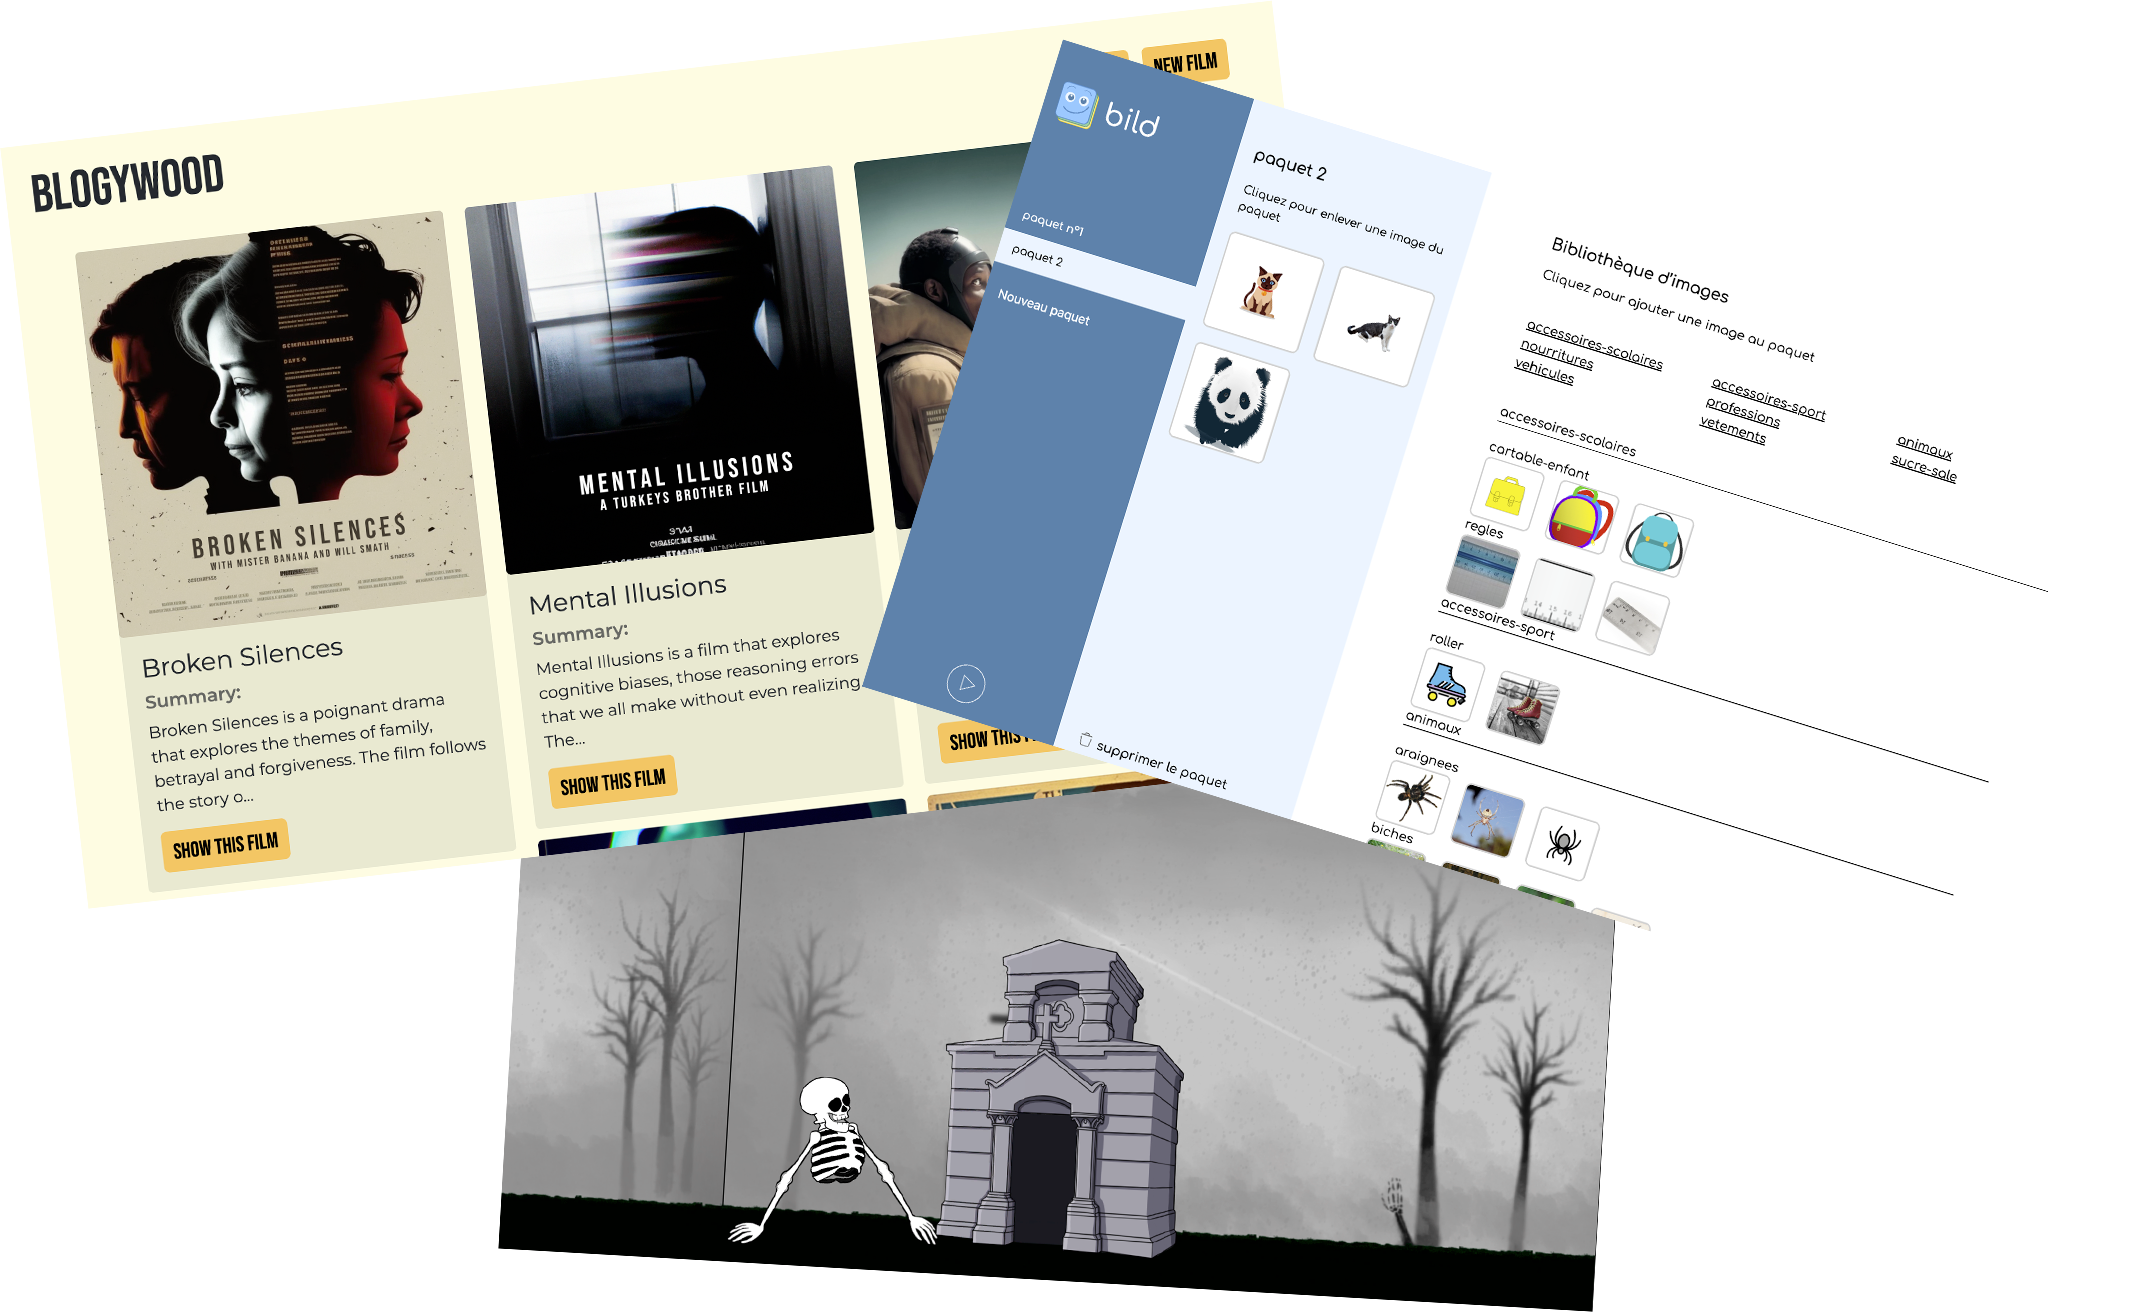 NEW FILM
BLOGYWOOD
BROKEN SILENCES
WITH MISTER BANANA AND WILL SMATH
Broken Silences
Summary:
Broken Silences is a poignant drama
that explores the themes of family,
betrayal and forgiveness. The film follows
the story o...
SHOW THIS FILM
MENTAL ILLUSIONS
A TURKEYS BROTHER FILM
Mental Illusions
Summary:
Mental Illusions is a film that explores
cognitive biases, those reasoning errors
that we all make without even realizing.
The...
SHOW THIS FILM
SHOW THIS
bild
paquet n°1
paquet 2
Nouveau paquet
paquet 2
Cliquez pour enlever une image du
paquet
supprimer le paquet
Bibliothèque d'images
Cliquez pour ajouter une image au paquet
accessoires-scolaires
nourritures
vehicules
accessoires-sport
professions
vetements
animaux
sucre-sale
accessoires-scolaires
cartable-enfant
regles
14 15 16
accessoires-sport
roller
animaux
araignees
biches